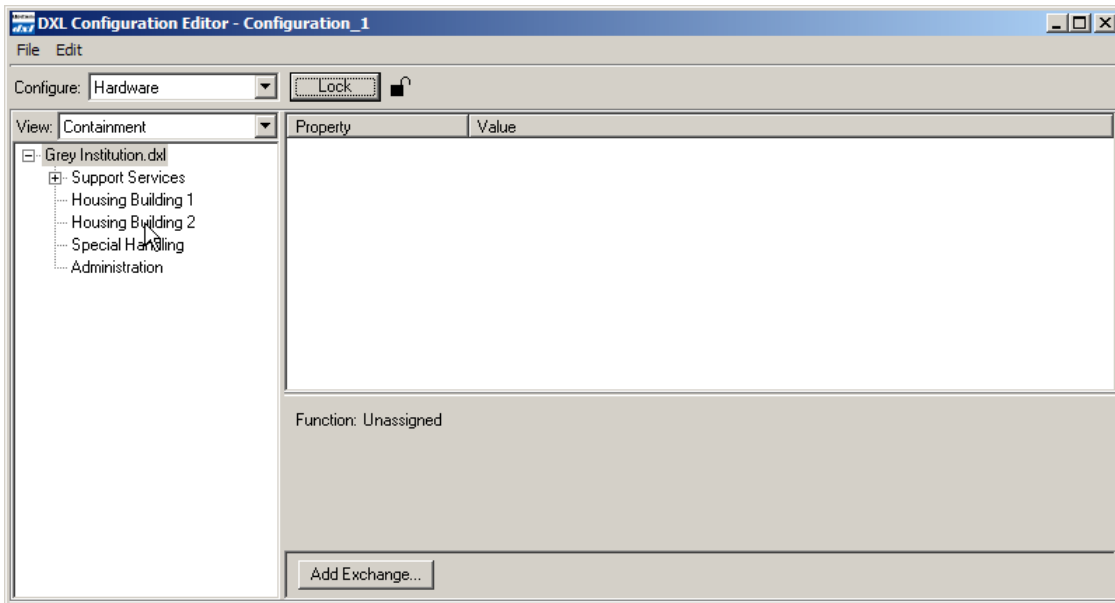 DXL Configuration Editor - Configuration_1
File Edit
Configure: Hardware Lock
View: Containment Property Value
Grey Institution.dxl
Support Services
Housing Building 1
Housing Building 2
Special Handling
Administration
Function: Unassigned
Add Exchange...